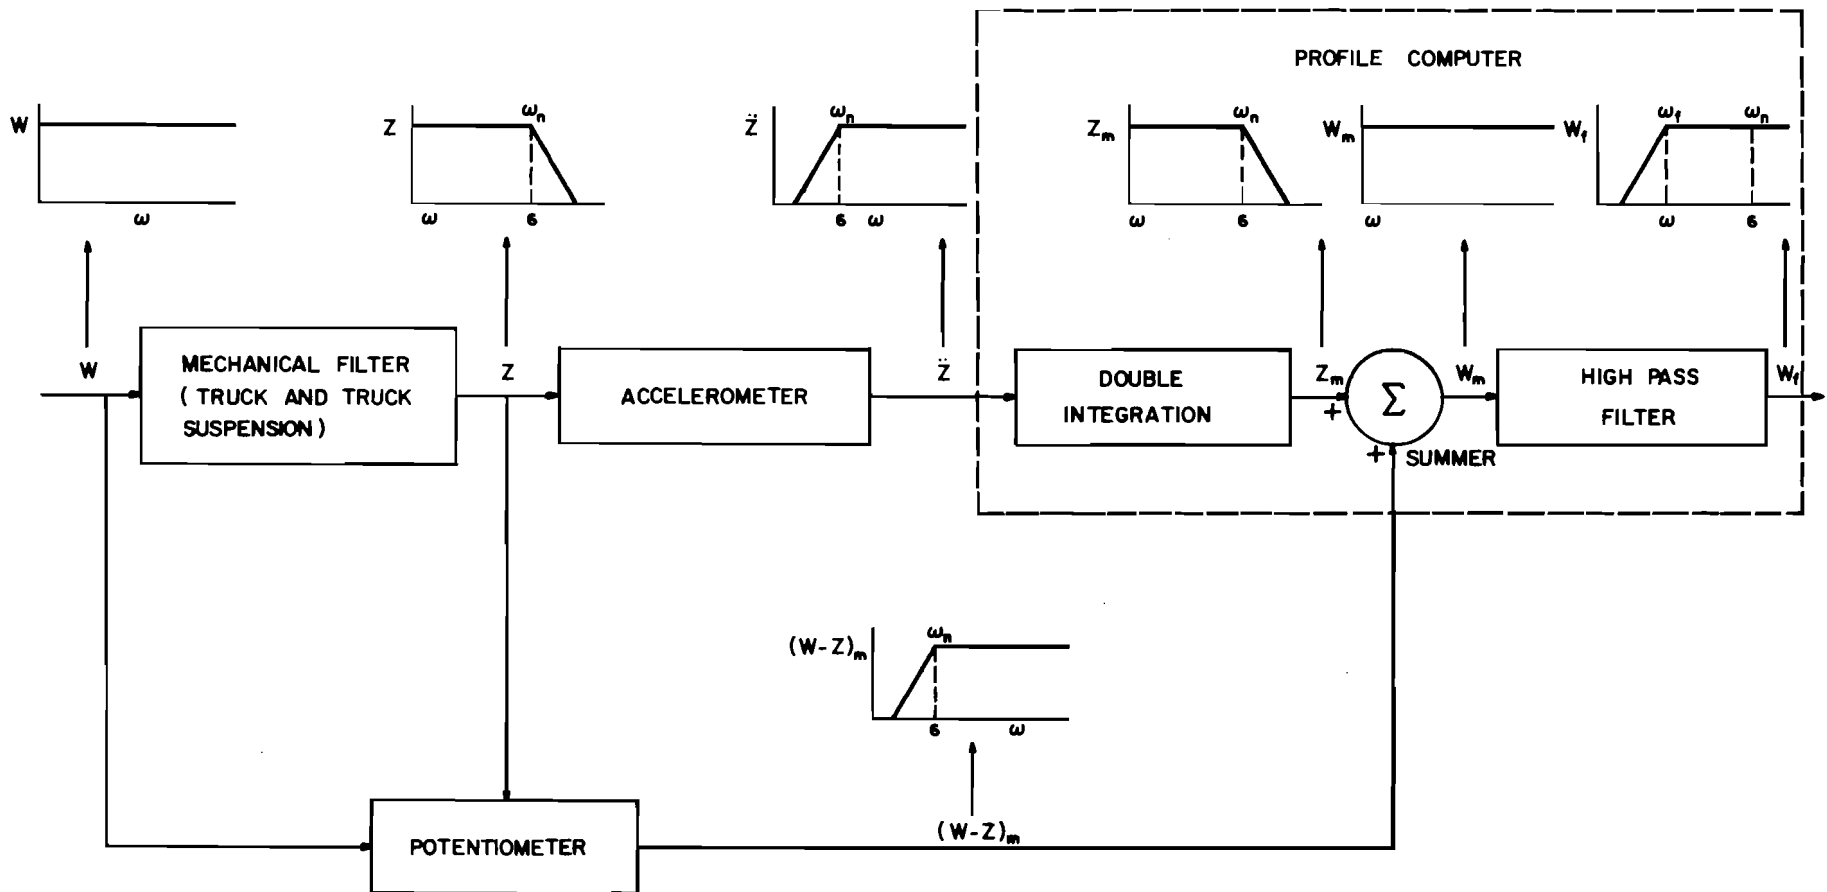 PROFILE COMPUTER
W
ω
Z
ωn
ω
6
Z̈
ωn
6
ω
Zm
ωn
ω
6
Wm
ω
Wf
ωf
ωn
ω
6
W
MECHANICAL FILTER
(TRUCK AND TRUCK
SUSPENSION)
Z
ACCELEROMETER
Z̈
DOUBLE
INTEGRATION
Zm
+
Σ
+
SUMMER
Wm
HIGH PASS
FILTER
Wf
(W-Z)m
ωn
6
ω
(W-Z)m
POTENTIOMETER